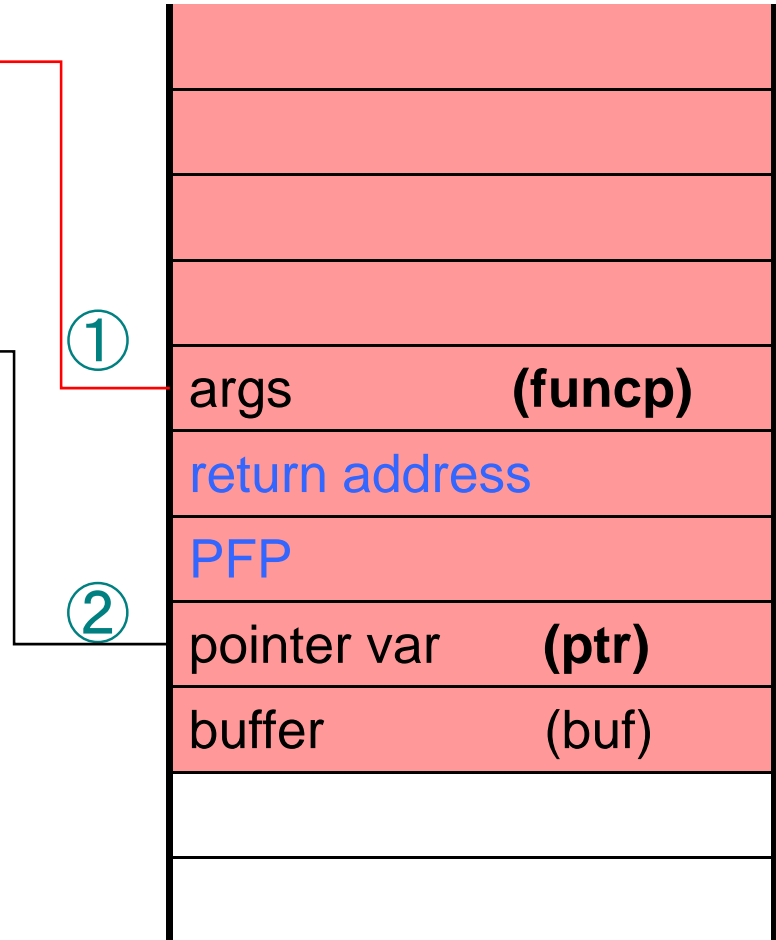 ①
args (funcp)
return address
PFP
②
pointer var (ptr)
buffer (buf)